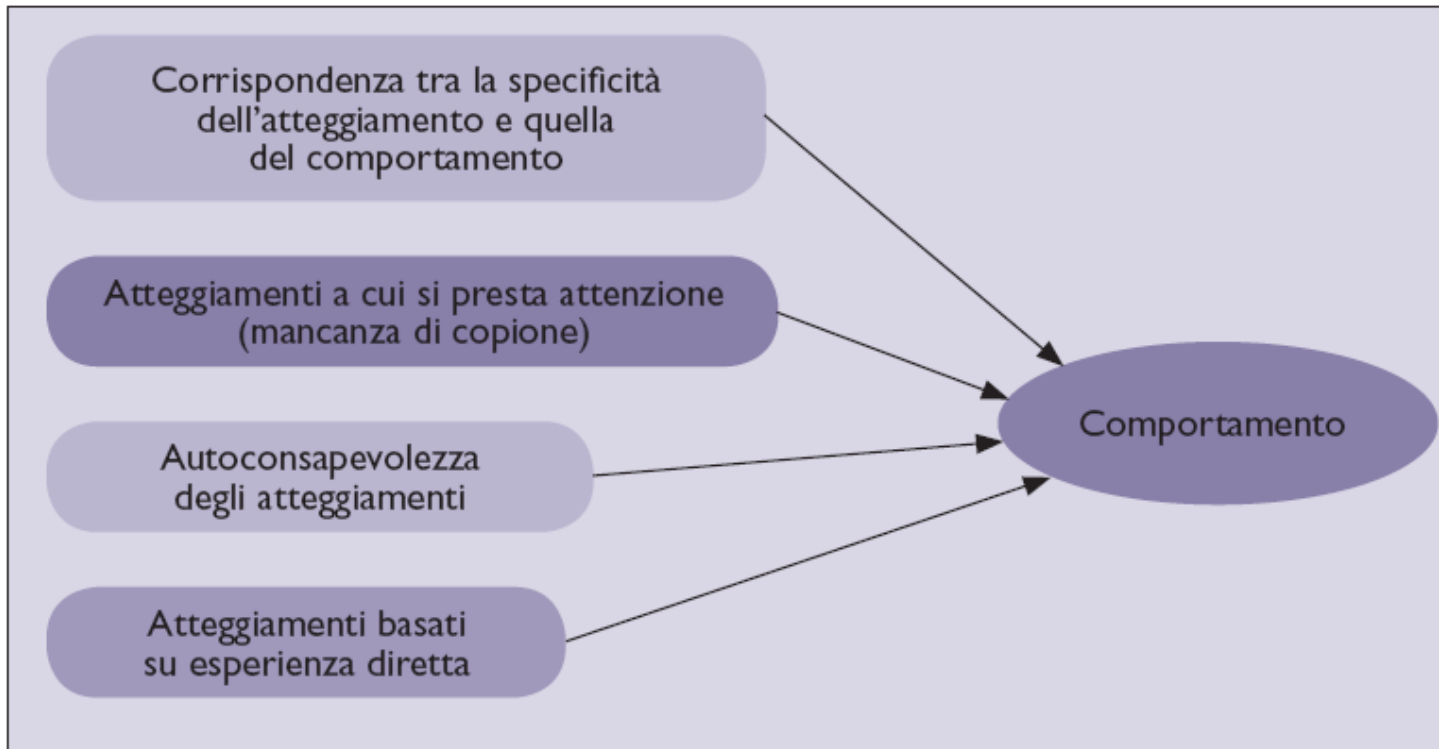 Corrispondenza tra la specificità
dell’atteggiamento e quella
del comportamento
Atteggiamenti a cui si presta attenzione
(mancanza di copione)
Autoconsapevolezza
degli atteggiamenti
Atteggiamenti basati
su esperienza diretta
Comportamento